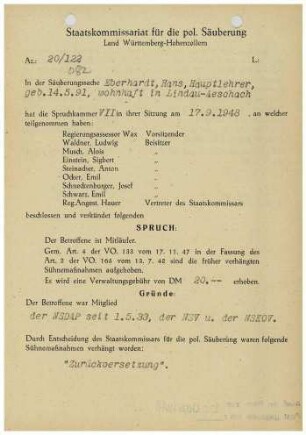 Staatskommissariat für die pol. Säuberung
Land Württemberg-Hohenzollern
Az.: 20/122
L:
In der Säuberungssache Eberhardt, Hans, Hauptlehrer,
geb.14.5.91, wohnhaft in Lindau-Aeschach
hat die Spruchkammer VII in ihrer Sitzung am 17.9.1948 , an welcher
teilgenommen haben:
Regierungsassessor Wax Vorsitzender
Waldner, Ludwig Beisitzer
Musch, Alois "
Einstein, Sigbert "
Steinacher, Anton "
Ocker, Emil "
Schnedenburger, Josef "
Schwarz, Emil "
Reg.Angest. Hauer Vertreter des Staatskommissars
beschlossen und verkündet folgenden
SPRUCH:
Der Betroffene ist Mitläufer.
Gem. Art. 4 der VO. 133 vom 17. 11. 47 in der Fassung des
Art. 2 der VO. 165 vom 13. 7. 48 sind die früher verhängten
Sühnemaßnahmen aufgehoben.
Es wird eine Verwaltungsgebühr von DM 20.-- erhoben.
Gründe:
Der Betroffene war Mitglied
der NSDAP seit 1.5.33, der NSV u. der NSKOV.
Durch Entscheidung des Staatskommissars für die pol. Säuberung waren folgende
Sühnemaßnahmen verhängt worden:
"Zurückversetzung".